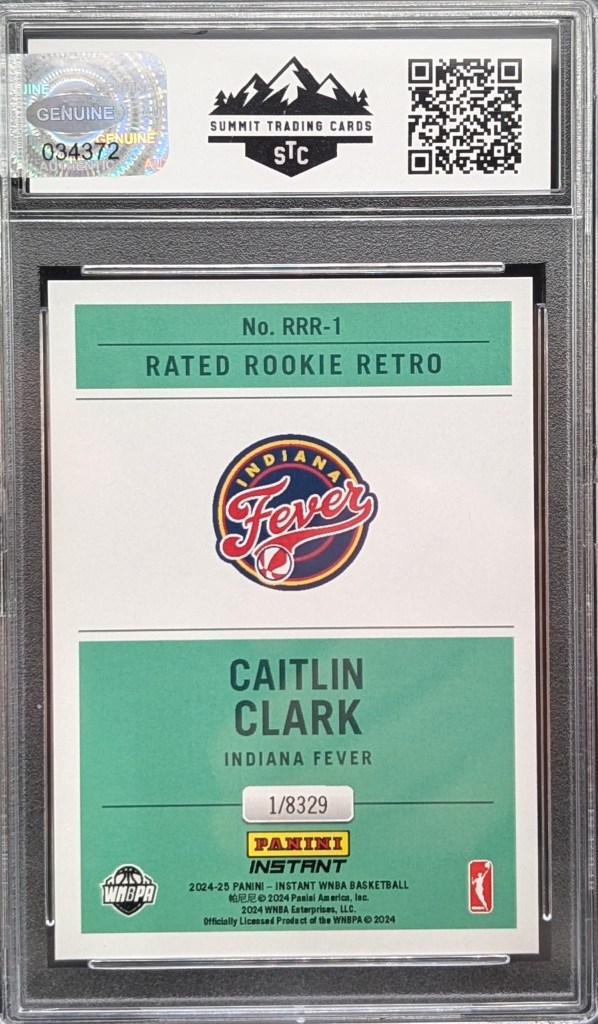 GENUINE
GENUINE
034372
AUTHENTIC
SUMMIT TRADING CARDS
STC
No. RRR-1
RATED ROOKIE RETRO
INDIANA
Fever
CAITLIN
CLARK
INDIANA FEVER
1/8329
PANINI
INSTANT
WNBPA
2024-25 PANINI – INSTANT WNBA BASKETBALL
帕尼尼 © 2024 Panini America, Inc.
2024 WNBA Enterprises, LLC.
Officially Licensed Product of the WNBPA © 2024